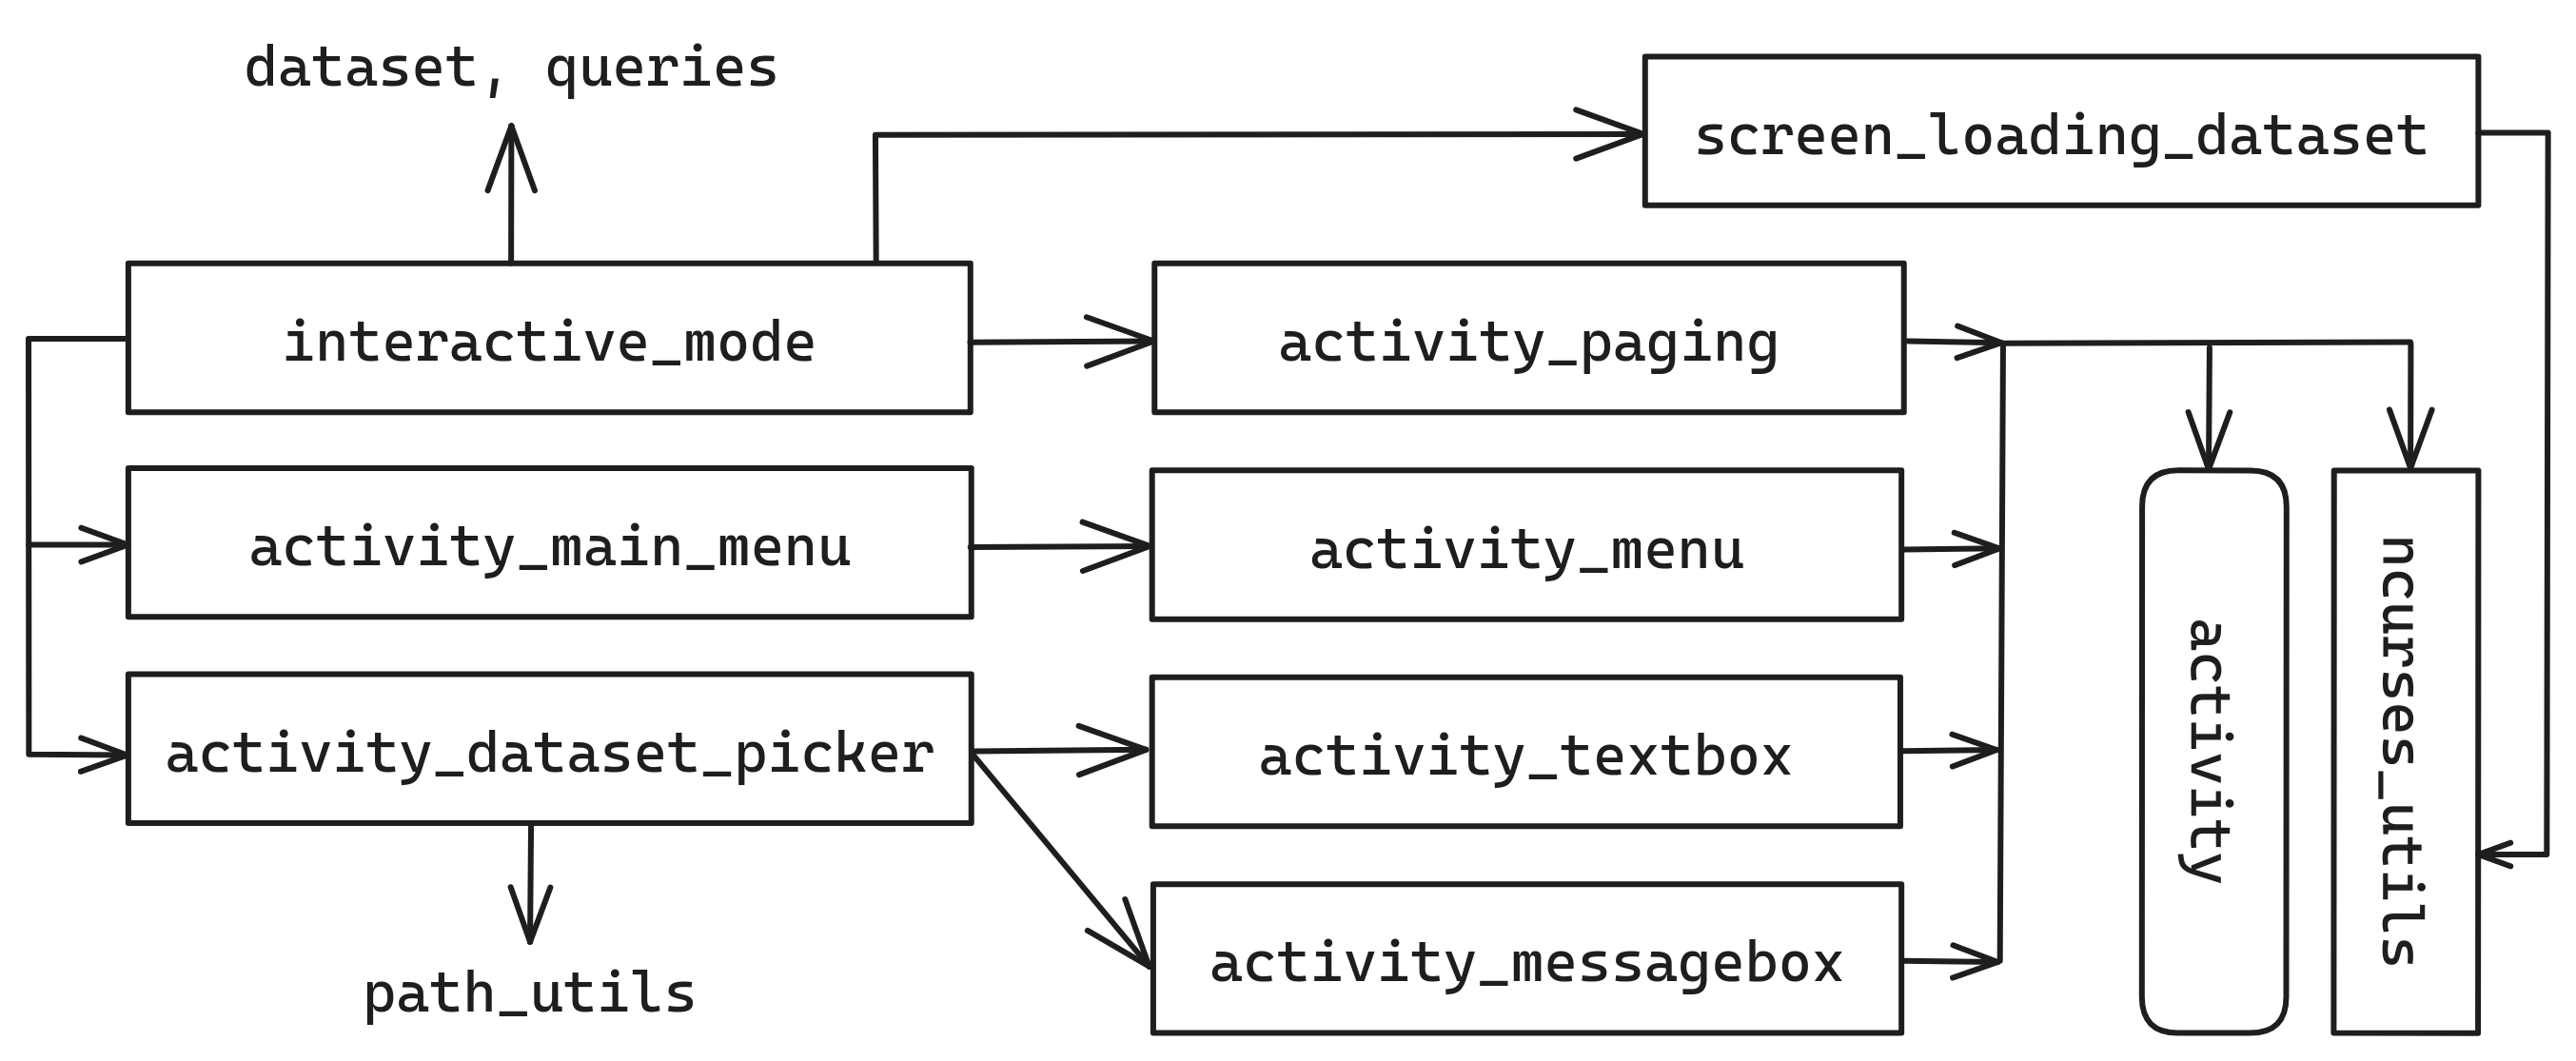 dataset, queries
screen_loading_dataset
interactive_mode
activity_paging
activity_main_menu
activity_menu
activity_dataset_picker
activity_textbox
activity_messagebox
path_utils
activity
ncurses_utils